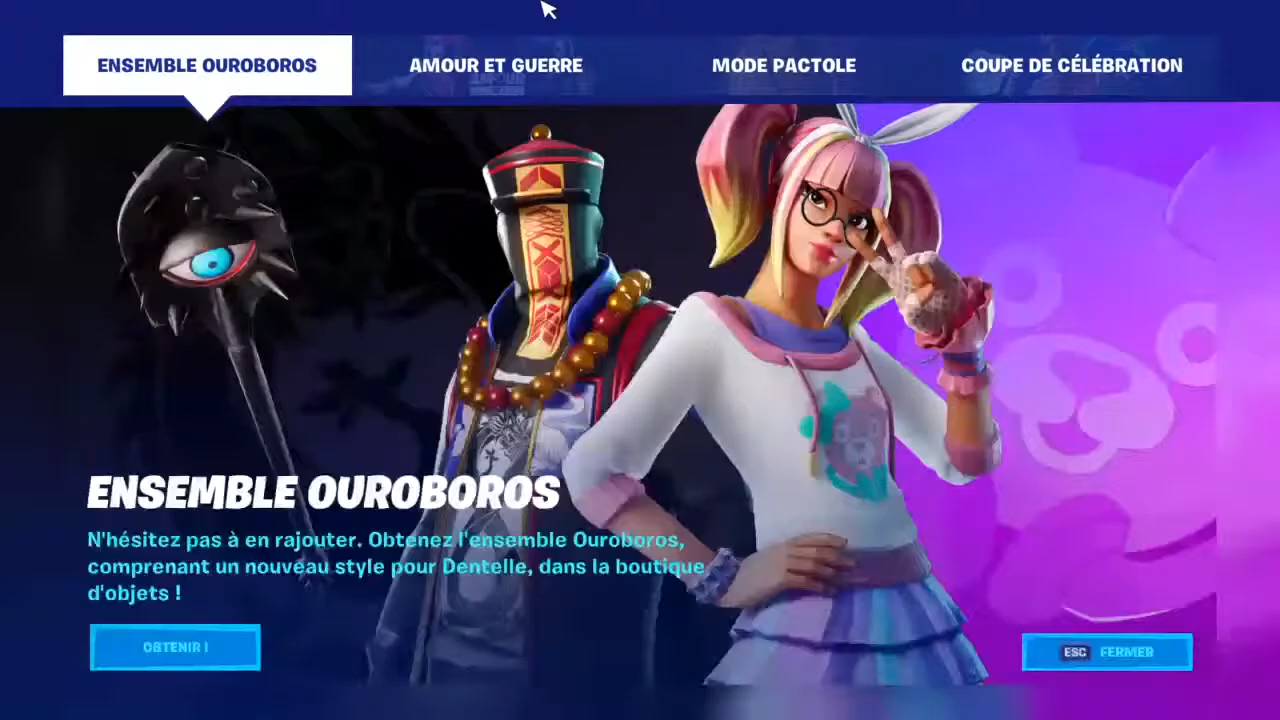 ENSEMBLE OUROBOROS
AMOUR ET GUERRE
MODE PACTOLE
COUPE DE CÉLÉBRATION
ENSEMBLE OUROBOROS
N'hésitez pas à en rajouter. Obtenez l'ensemble Ouroboros,
comprenant un nouveau style pour Dentelle, dans la boutique
d'objets !
OBTENIR !
ESC FERMER